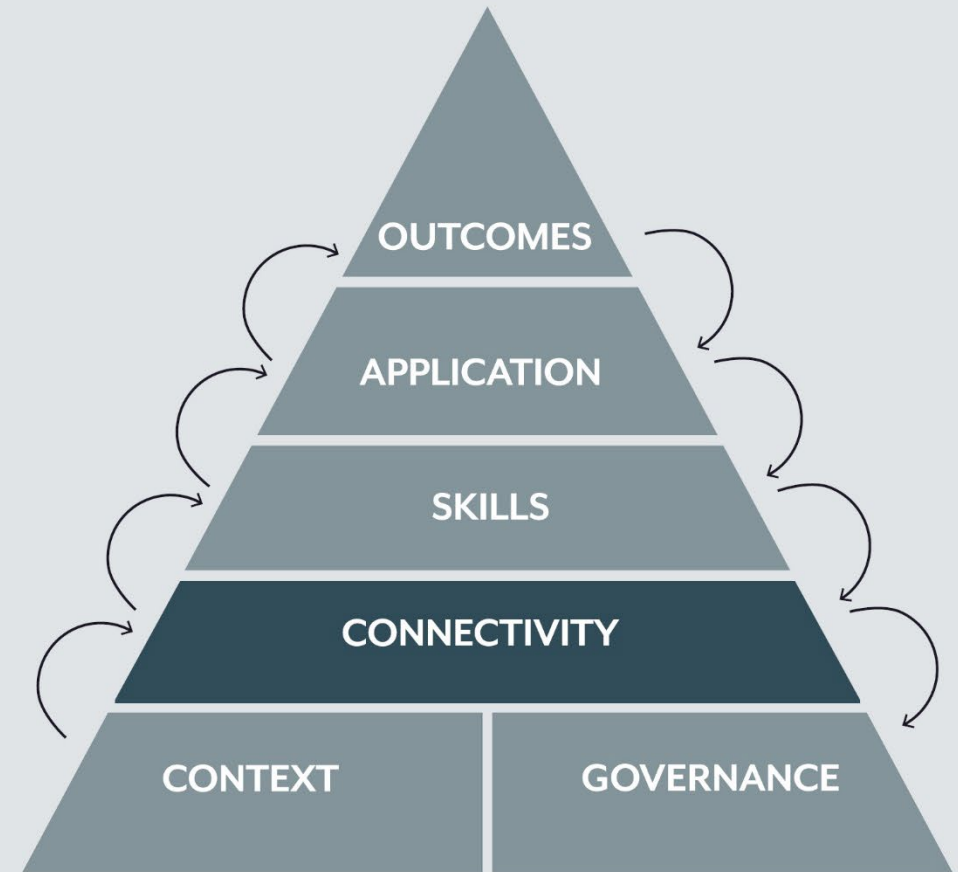 OUTCOMES
APPLICATION
SKILLS
CONNECTIVITY
CONTEXT
GOVERNANCE